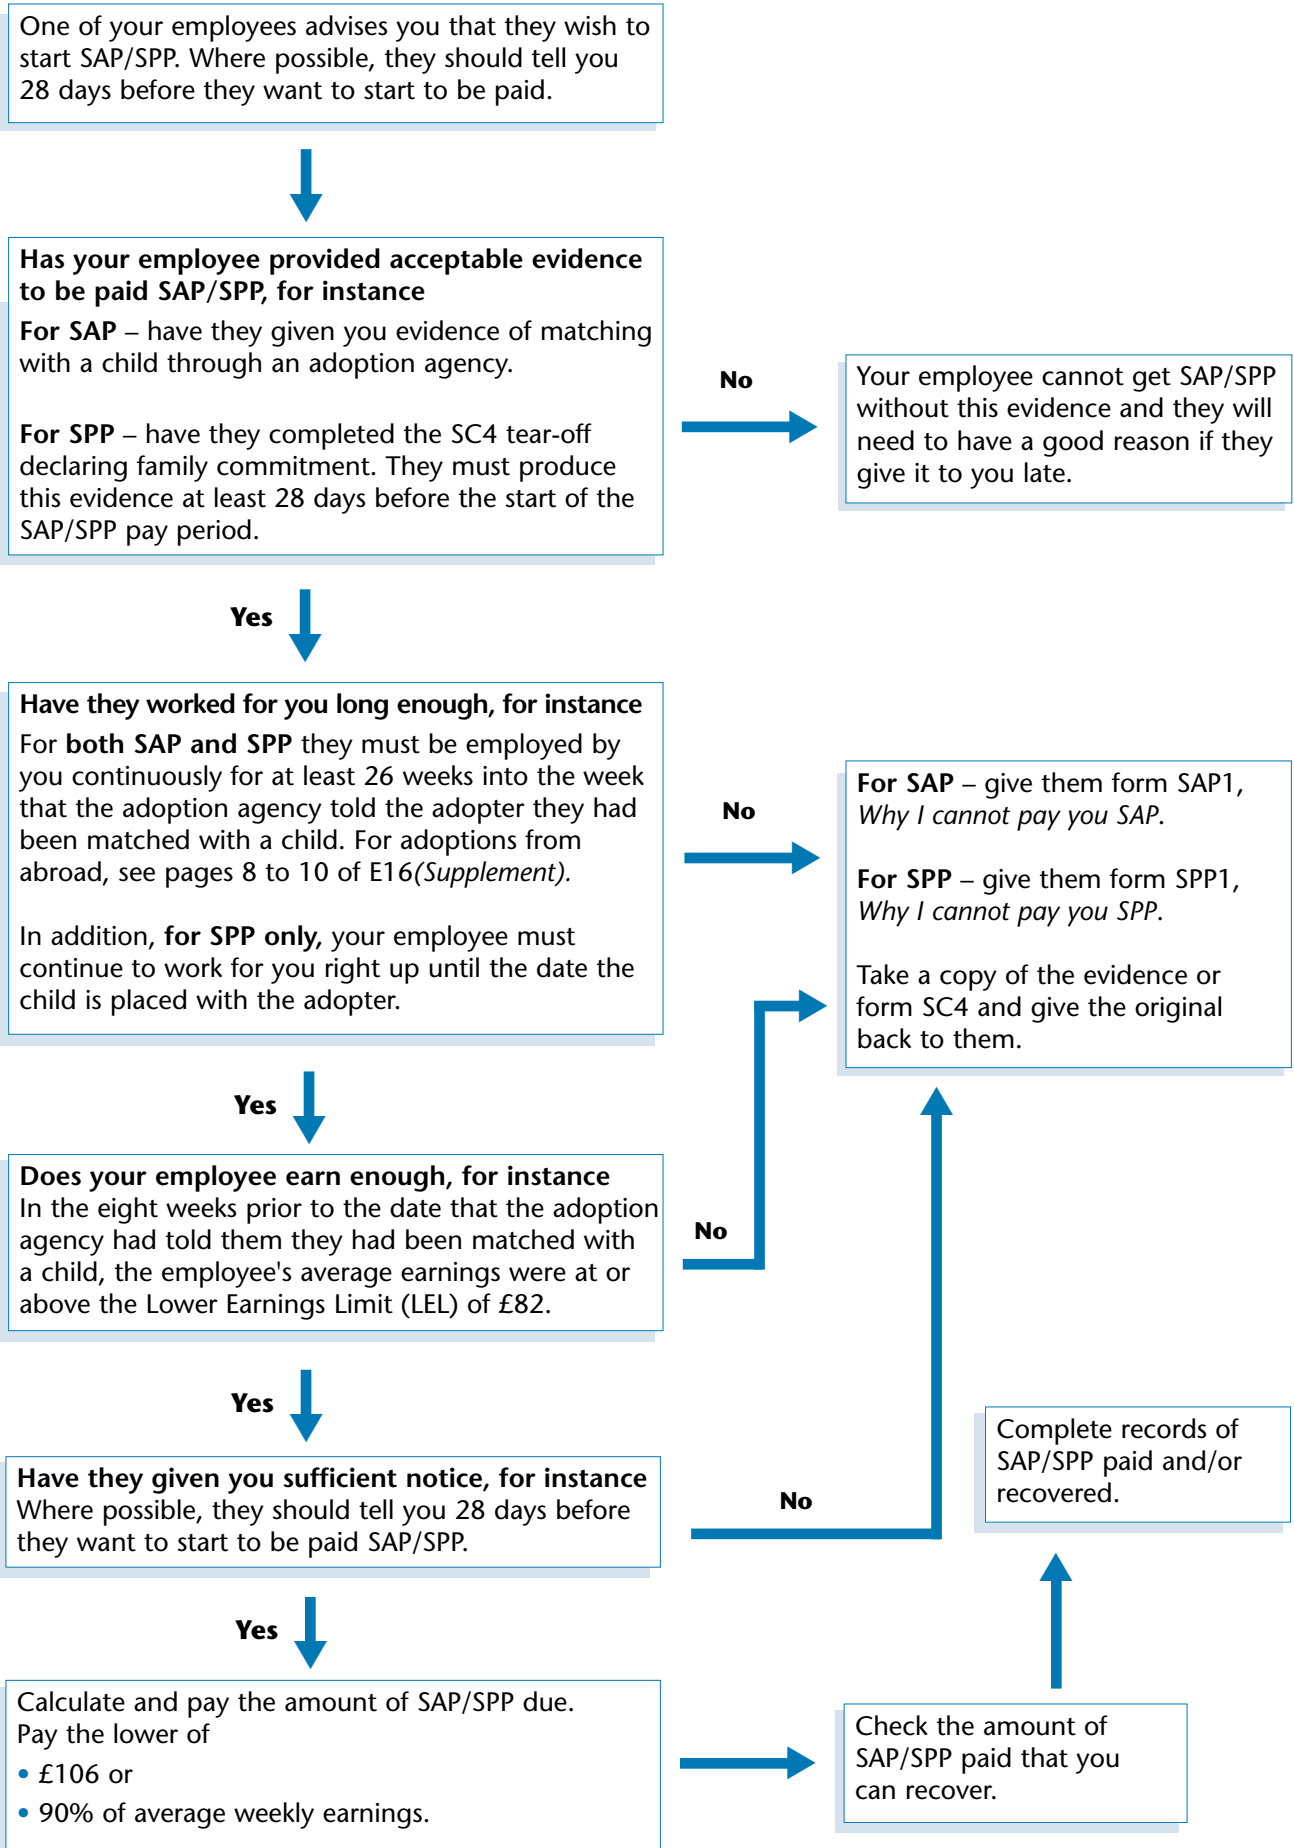 One of your employees advises you that they wish to
start SAP/SPP. Where possible, they should tell you
28 days before they want to start to be paid.
Has your employee provided acceptable evidence
to be paid SAP/SPP, for instance
For SAP – have they given you evidence of matching
with a child through an adoption agency.
For SPP – have they completed the SC4 tear-off
declaring family commitment. They must produce
this evidence at least 28 days before the start of the
SAP/SPP pay period.
No
Your employee cannot get SAP/SPP
without this evidence and they will
need to have a good reason if they
give it to you late.
Yes
Have they worked for you long enough, for instance
For both SAP and SPP they must be employed by
you continuously for at least 26 weeks into the week
that the adoption agency told the adopter they had
been matched with a child. For adoptions from
abroad, see pages 8 to 10 of E16(Supplement).
In addition, for SPP only, your employee must
continue to work for you right up until the date the
child is placed with the adopter.
No
For SAP – give them form SAP1,
Why I cannot pay you SAP.
For SPP – give them form SPP1,
Why I cannot pay you SPP.
Take a copy of the evidence or
form SC4 and give the original
back to them.
Yes
Does your employee earn enough, for instance
In the eight weeks prior to the date that the adoption
agency had told them they had been matched with
a child, the employee's average earnings were at or
above the Lower Earnings Limit (LEL) of £82.
No
Yes
Have they given you sufficient notice, for instance
Where possible, they should tell you 28 days before
they want to start to be paid SAP/SPP.
No
Complete records of
SAP/SPP paid and/or
recovered.
Yes
Calculate and pay the amount of SAP/SPP due.
Pay the lower of
• £106 or
• 90% of average weekly earnings.
Check the amount of
SAP/SPP paid that you
can recover.